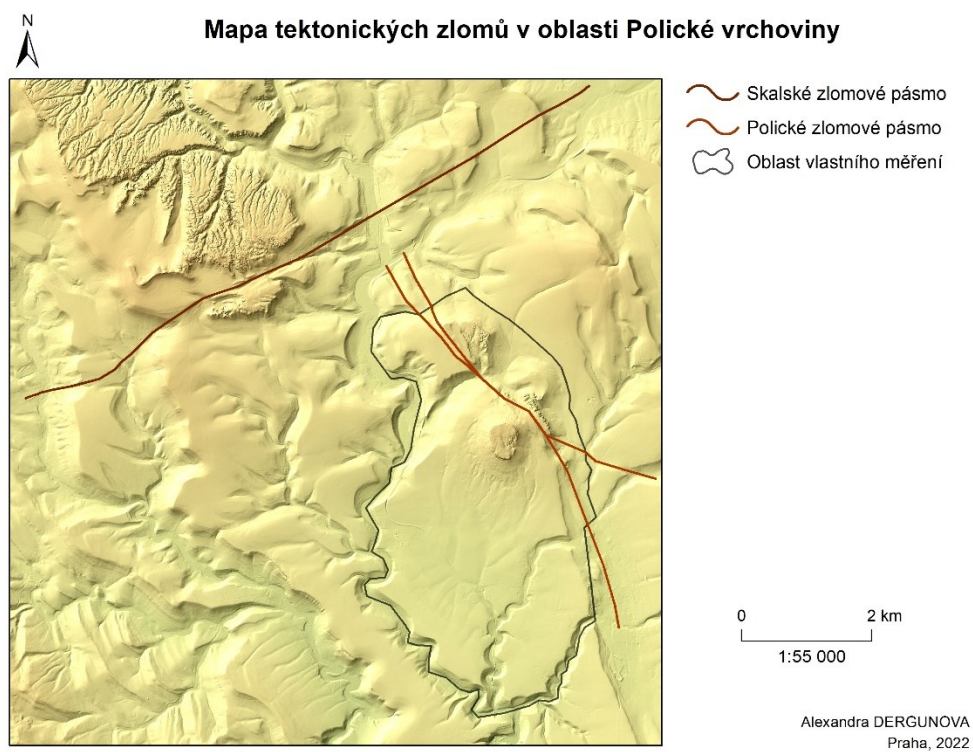 Mapa tektonických zlomů v oblasti Polické vrchoviny
N
Skalské zlomové pásmo
Polické zlomové pásmo
Oblast vlastního měření
0 2 km
1:55 000
Alexandra DERGUNOVA
Praha, 2022